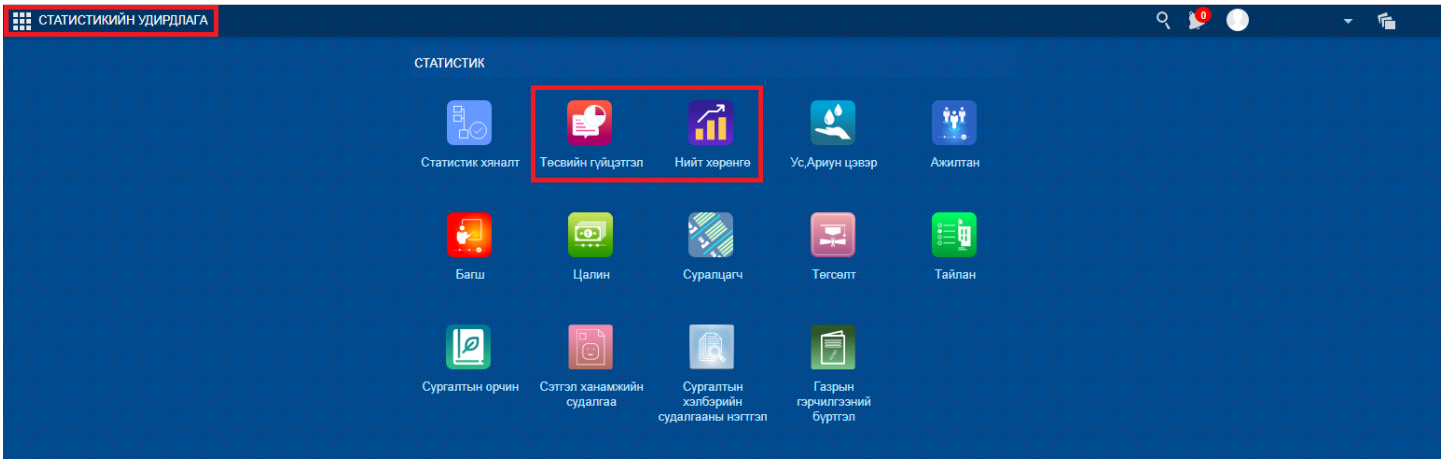 СТАТИСТИКИЙН УДИРДЛАГА
0
СТАТИСТИК
Статистик хяналт
Төсвийн гүйцэтгэл
Нийт хөрөнгө
Ус,Ариун цэвэр
Ажилтан
Багш
Цалин
Суралцагч
Төгсөлт
Тайлан
Сургалтын орчин
Сэтгэл ханамжийн
судалгаа
Сургалтын
хэлбэрийн
судалгааны нэгтгэл
Газрын
гэрчилгээний
бүртгэл